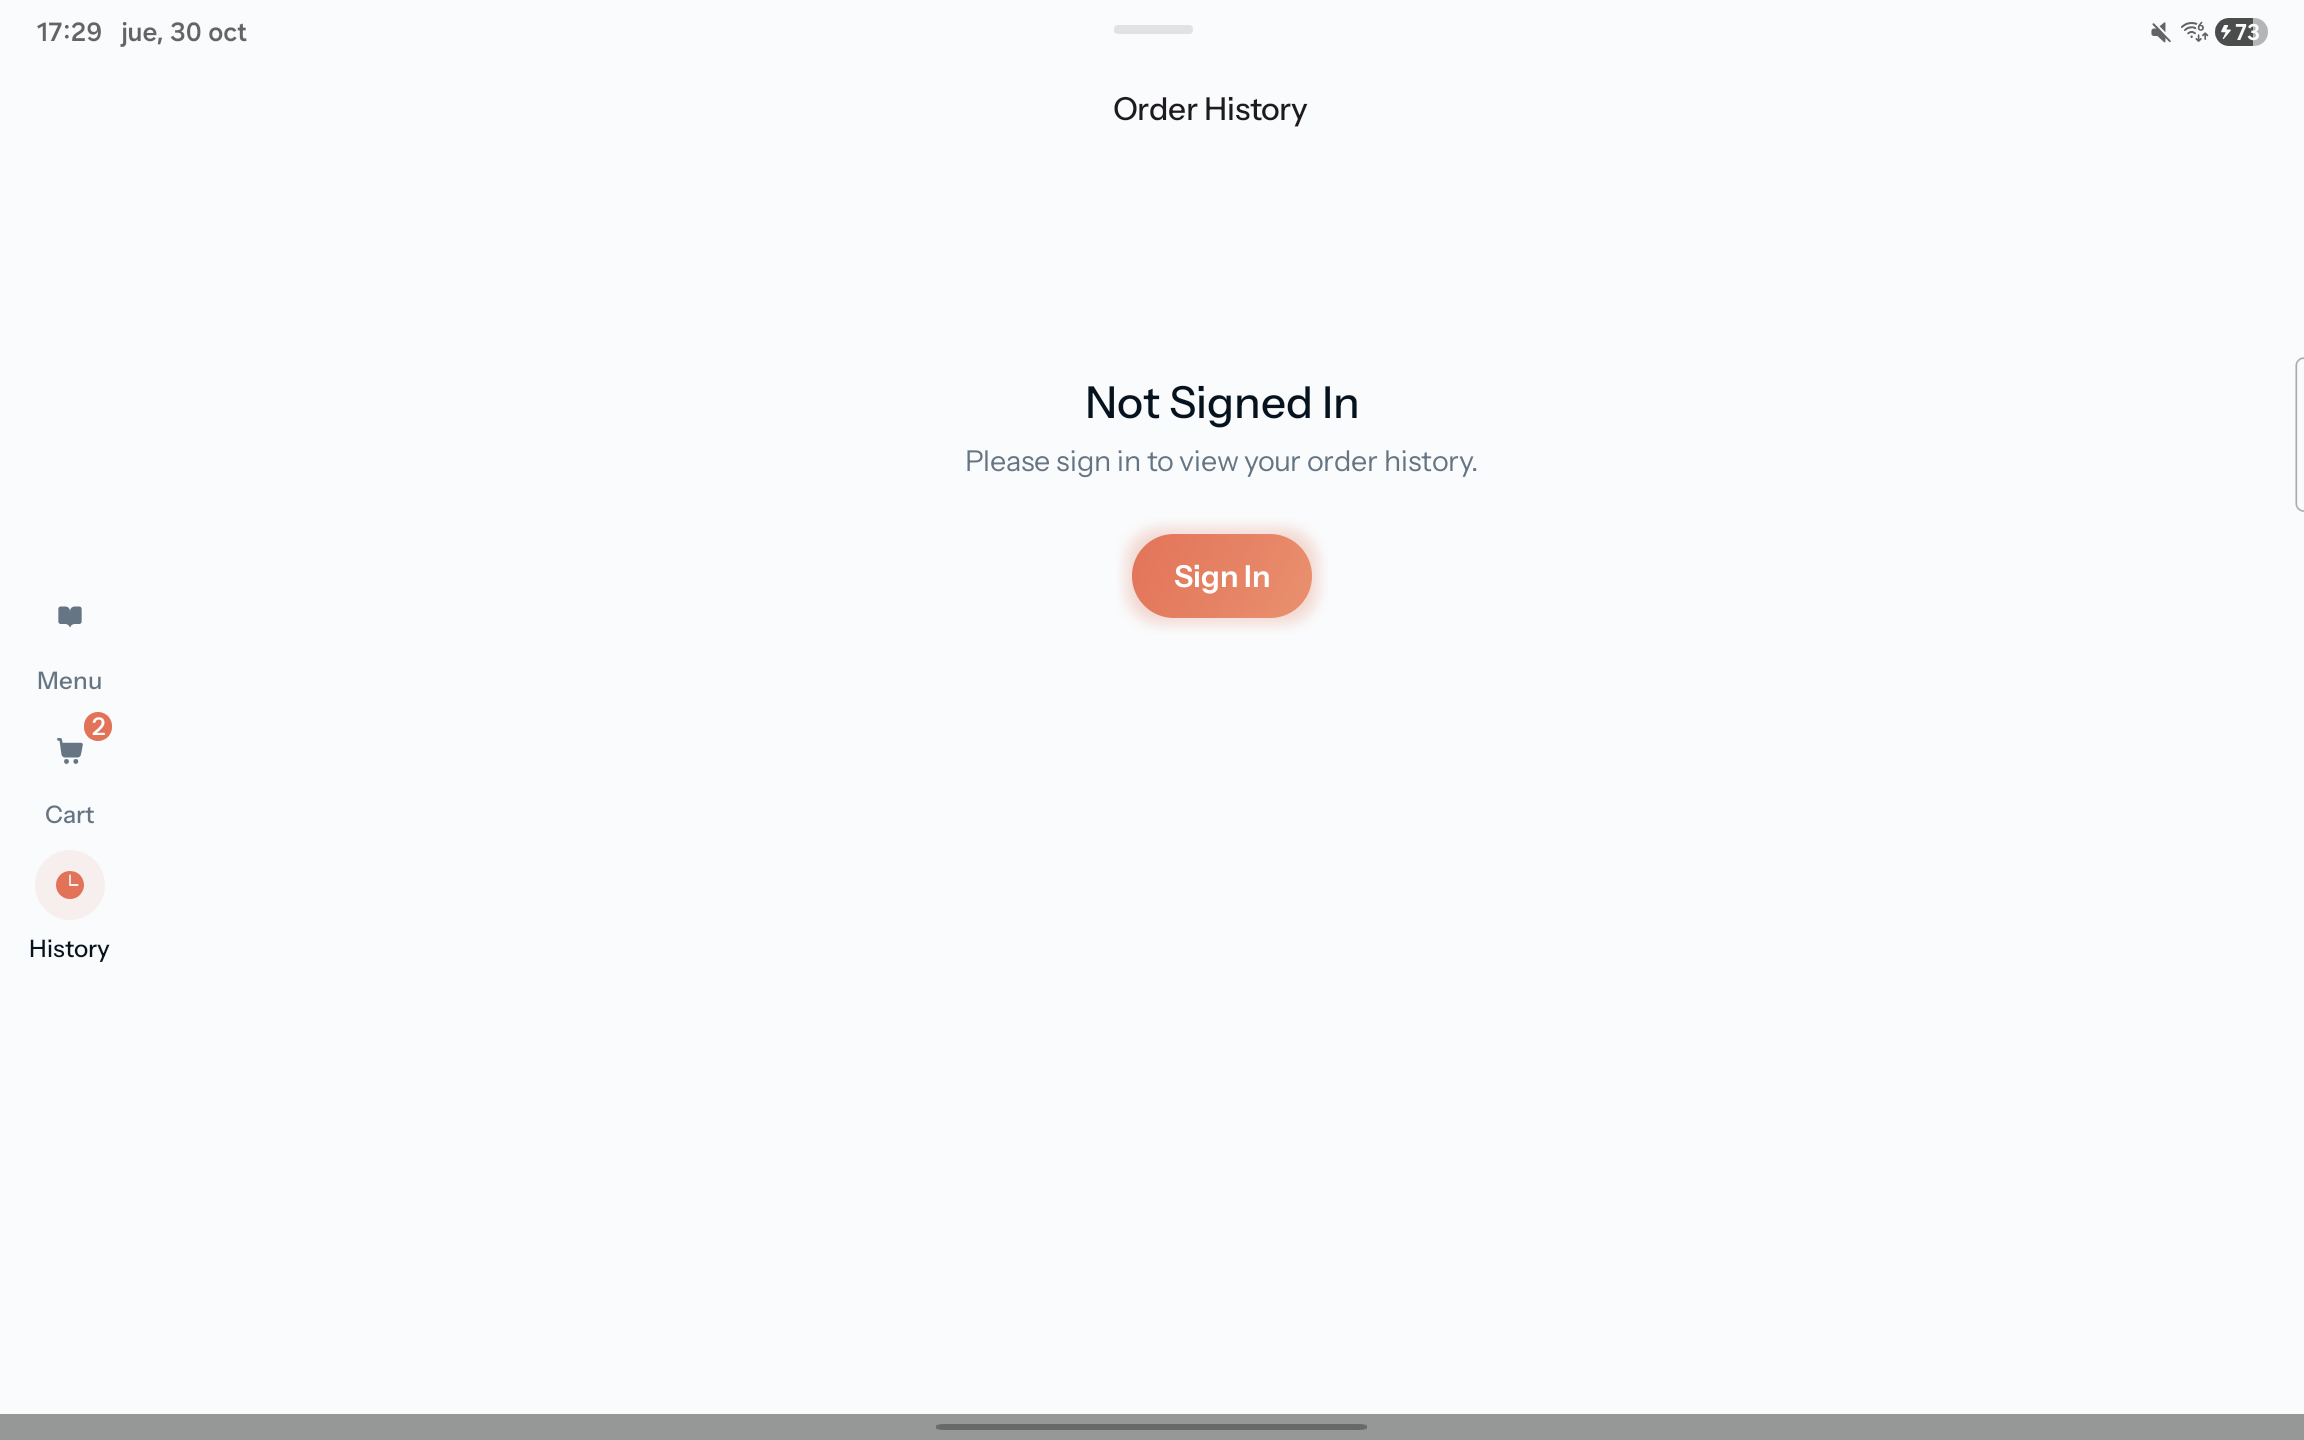 17:29 jue, 30 oct
6
73
Order History
Not Signed In
Please sign in to view your order history.
Sign In
Menu
2
Cart
History